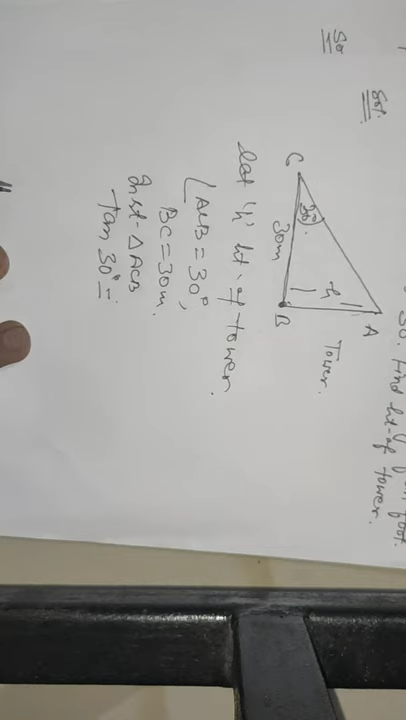 30°. Find ht. of tower.
Sol.
So
A
h
Tower.
C
30°
30m
B
let 'h' ht. of tower.
∠ACB = 30°,
BC = 30m.
In rt. △ACB
Tan 30° =